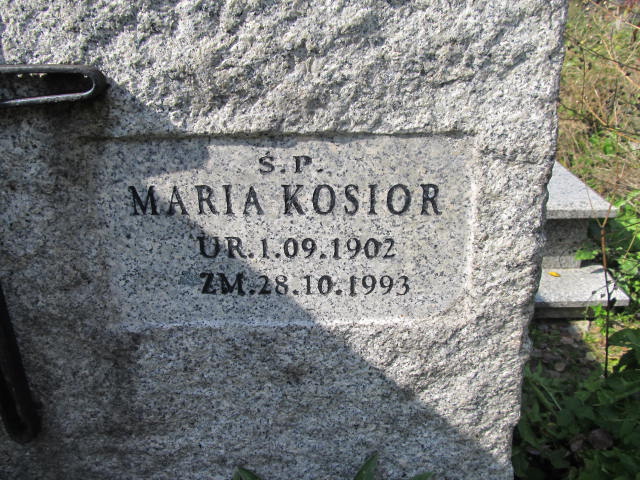 Ś.P.
MARIA KOSIOR
UR.1.09.1902
ZM.28.10.1993